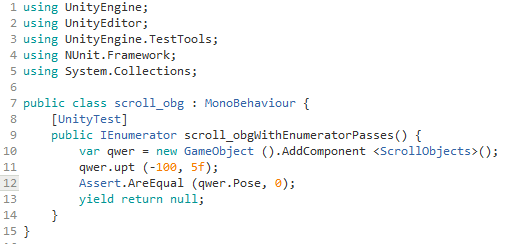 1 using UnityEngine;
2 using UnityEditor;
3 using UnityEngine.TestTools;
4 using NUnit.Framework;
5 using System.Collections;
6
7 public class scroll_obg : MonoBehaviour {
8     [UnityTest]
9     public IEnumerator scroll_obgWithEnumeratorPasses() {
10         var qwer = new GameObject ().AddComponent <ScrollObjects>();
11         qwer.upt (-100, 5f);
12         Assert.AreEqual (qwer.Pose, 0);
13         yield return null;
14     }
15 }